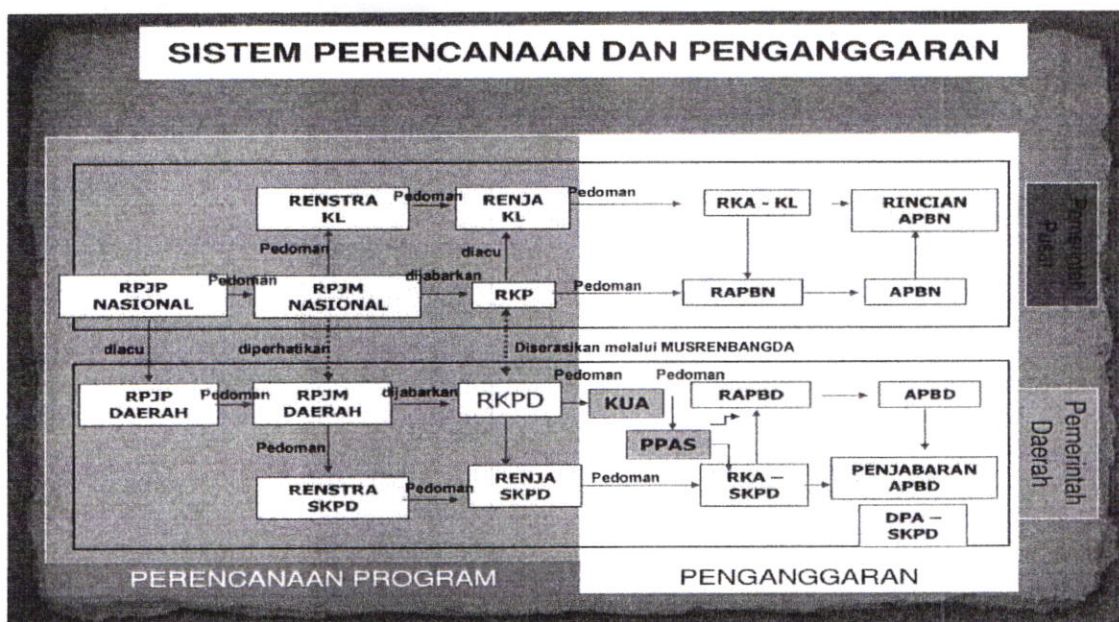 SISTEM PERENCANAAN DAN PENGANGGARAN
RENSTRA
KL
Pedoman
RENJA
KL
Pedoman
RKA - KL
RINCIAN
APBN
Pemerintah
Pusat
Pedoman
diacu
RPJP
NASIONAL
Pedoman
RPJM
NASIONAL
dijabarkan
RKP
Pedoman
RAPBN
APBN
diacu
diperhatikan
Diserasikan melalui MUSRENBANGDA
RPJP
DAERAH
Pedoman
RPJM
DAERAH
dijabarkan
RKPD
Pedoman
KUA
Pedoman
PPAS
RAPBD
APBD
Pemerintah
Daerah
Pedoman
RENSTRA
SKPD
Pedoman
RENJA
SKPD
Pedoman
RKA –
SKPD
PENJABARAN
APBD
DPA –
SKPD
PERENCANAAN PROGRAM
PENGANGGARAN